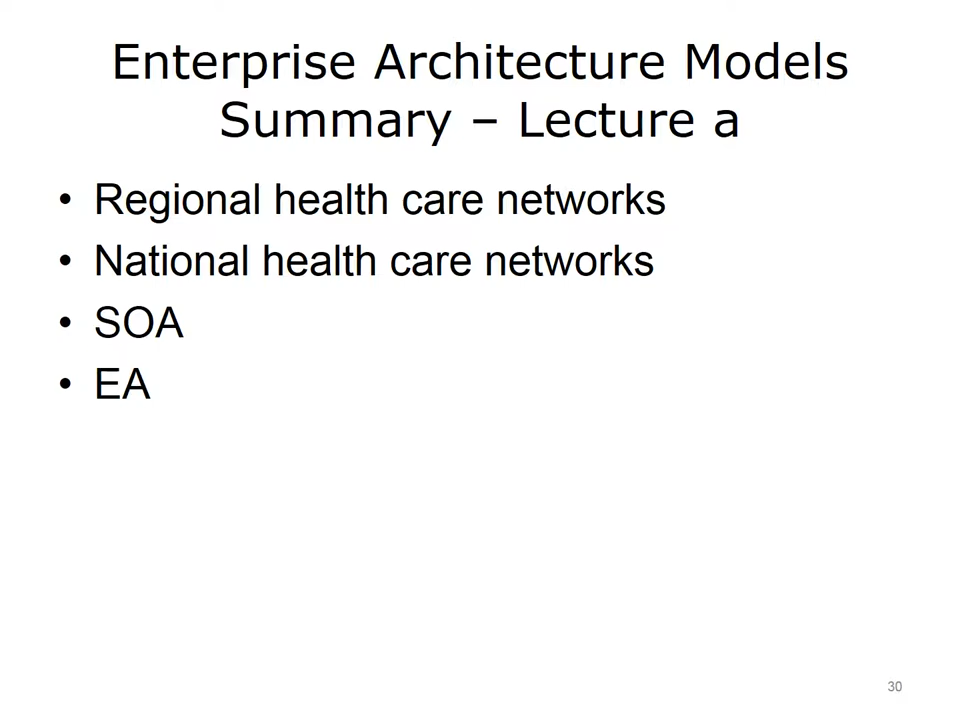 Enterprise Architecture Models
Summary – Lecture a
• Regional health care networks
• National health care networks
• SOA
• EA
30